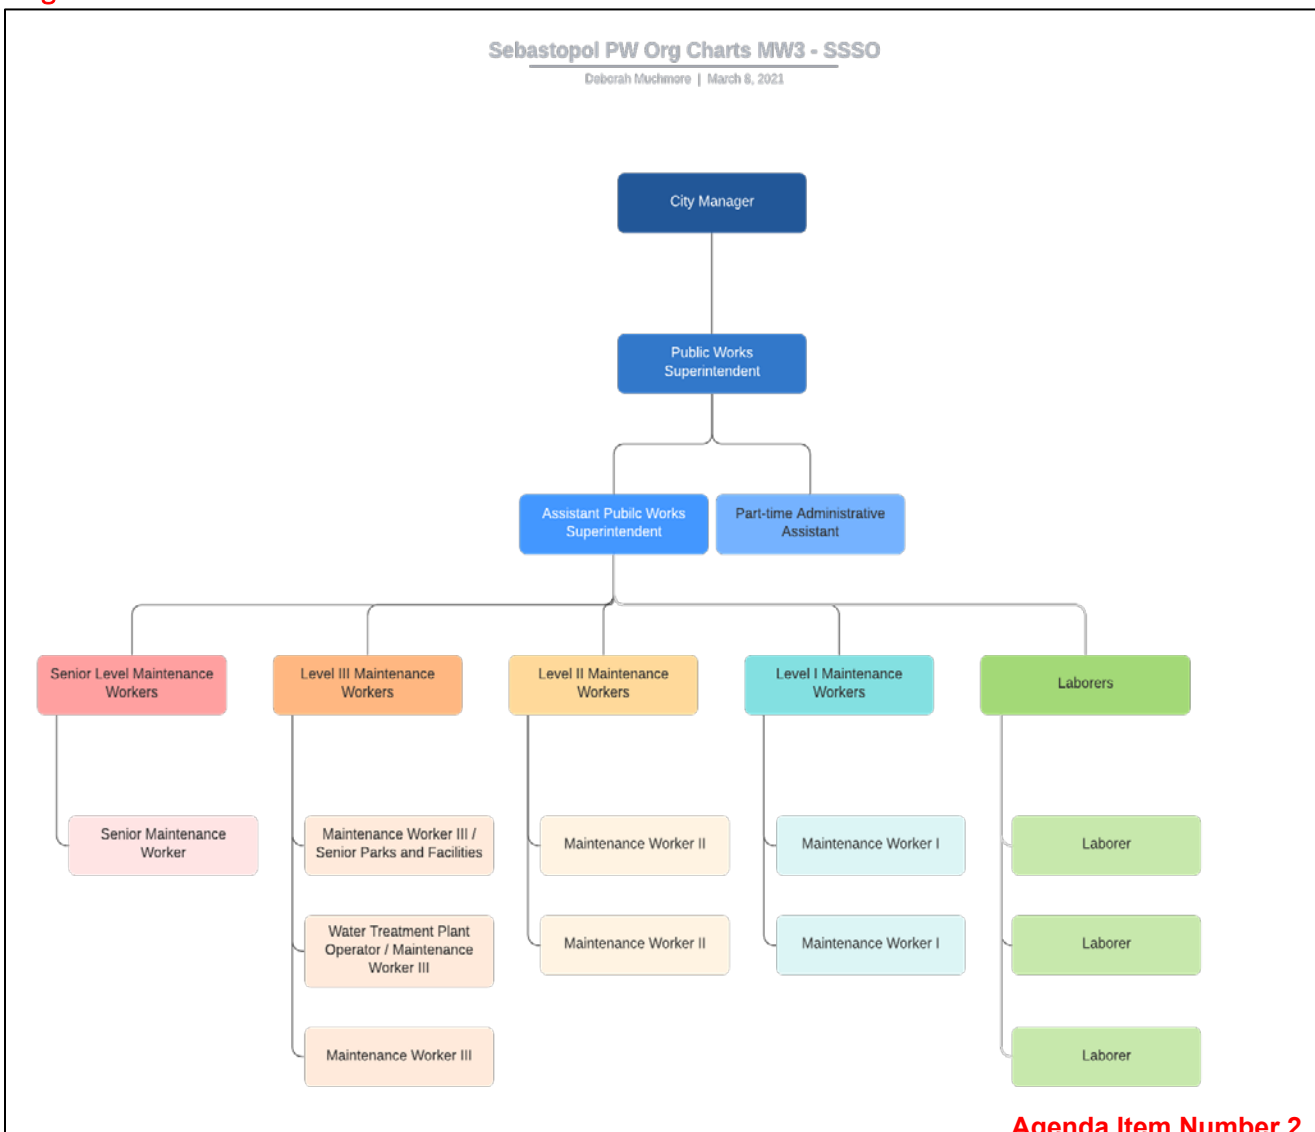 Sebastopol PW Org Charts MW3 - SSSO
Deborah Muchmore | March 8, 2021
City Manager
Public Works
Superintendent
Assistant Pubilc Works
Superintendent
Part-time Administrative
Assistant
Senior Level Maintenance
Workers
Level III Maintenance
Workers
Level II Maintenance
Workers
Level I Maintenance
Workers
Laborers
Senior Maintenance
Worker
Maintenance Worker III /
Senior Parks and Facilities
Maintenance Worker II
Maintenance Worker I
Laborer
Water Treatment Plant
Operator / Maintenance
Worker III
Maintenance Worker II
Maintenance Worker I
Laborer
Maintenance Worker III
Laborer
Agenda Item Number 2